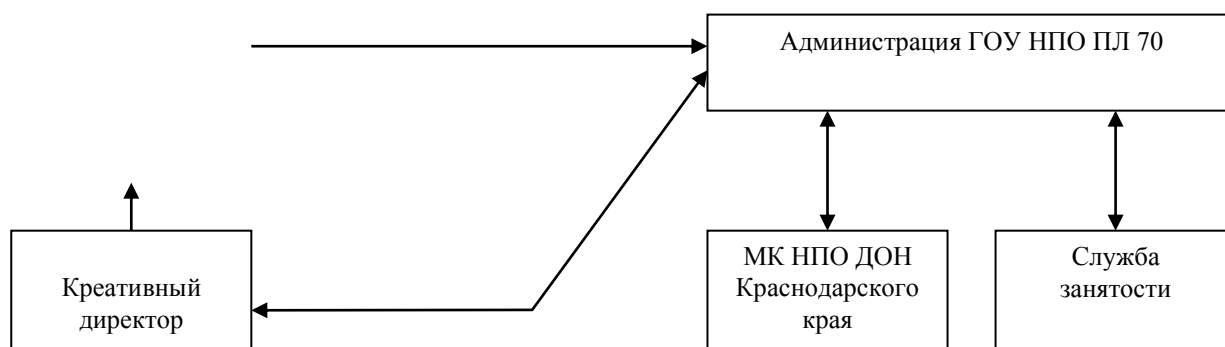 Администрация ГОУ НПО ПЛ 70
Креативный
директор
МК НПО ДОН
Краснодарского
края
Служба
занятости